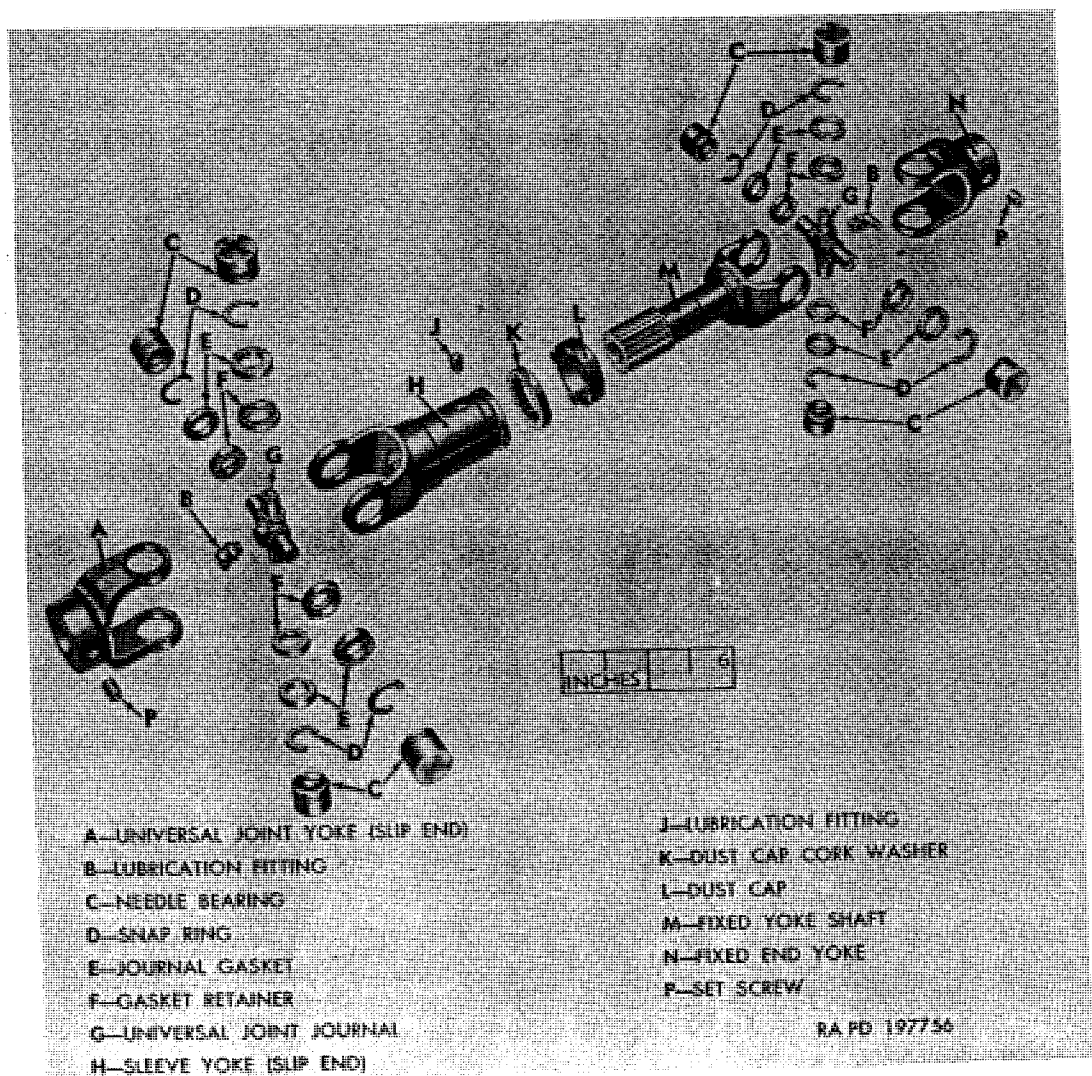 C
D
E
F
B
G
N
P
M
L
K
J
H
F
E
D
C
C
D
E
F
G
B
A
F
E
D
C
P
INCHES 6
A—UNIVERSAL JOINT YOKE (SLIP END)
B—LUBRICATION FITTING
C—NEEDLE BEARING
D—SNAP RING
E—JOURNAL GASKET
F—GASKET RETAINER
G—UNIVERSAL JOINT JOURNAL
H—SLEEVE YOKE (SLIP END)
J—LUBRICATION FITTING
K—DUST CAP CORK WASHER
L—DUST CAP
M—FIXED YOKE SHAFT
N—FIXED END YOKE
P—SET SCREW
RA PD 197756